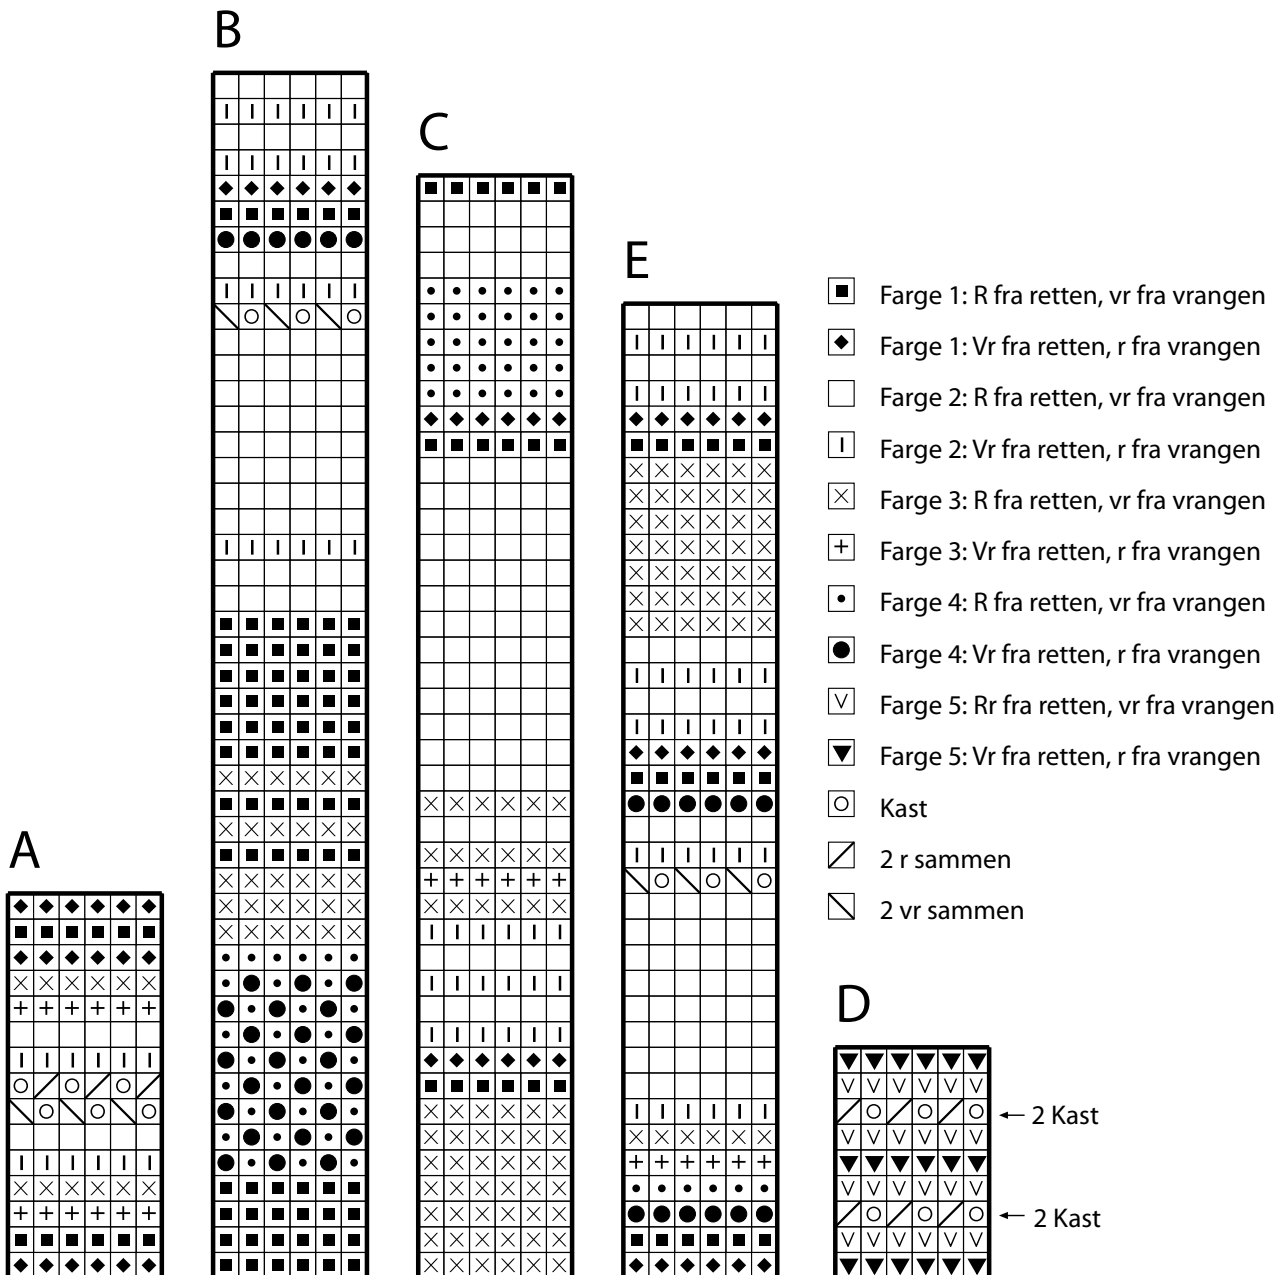 B
C
E
A
D
Farge 1: R fra retten, vr fra vrangen
Farge 1: Vr fra retten, r fra vrangen
Farge 2: R fra retten, vr fra vrangen
Farge 2: Vr fra retten, r fra vrangen
Farge 3: R fra retten, vr fra vrangen
Farge 3: Vr fra retten, r fra vrangen
Farge 4: R fra retten, vr fra vrangen
Farge 4: Vr fra retten, r fra vrangen
Farge 5: Rr fra retten, vr fra vrangen
Farge 5: Vr fra retten, r fra vrangen
Kast
2 r sammen
2 vr sammen
2 Kast
2 Kast